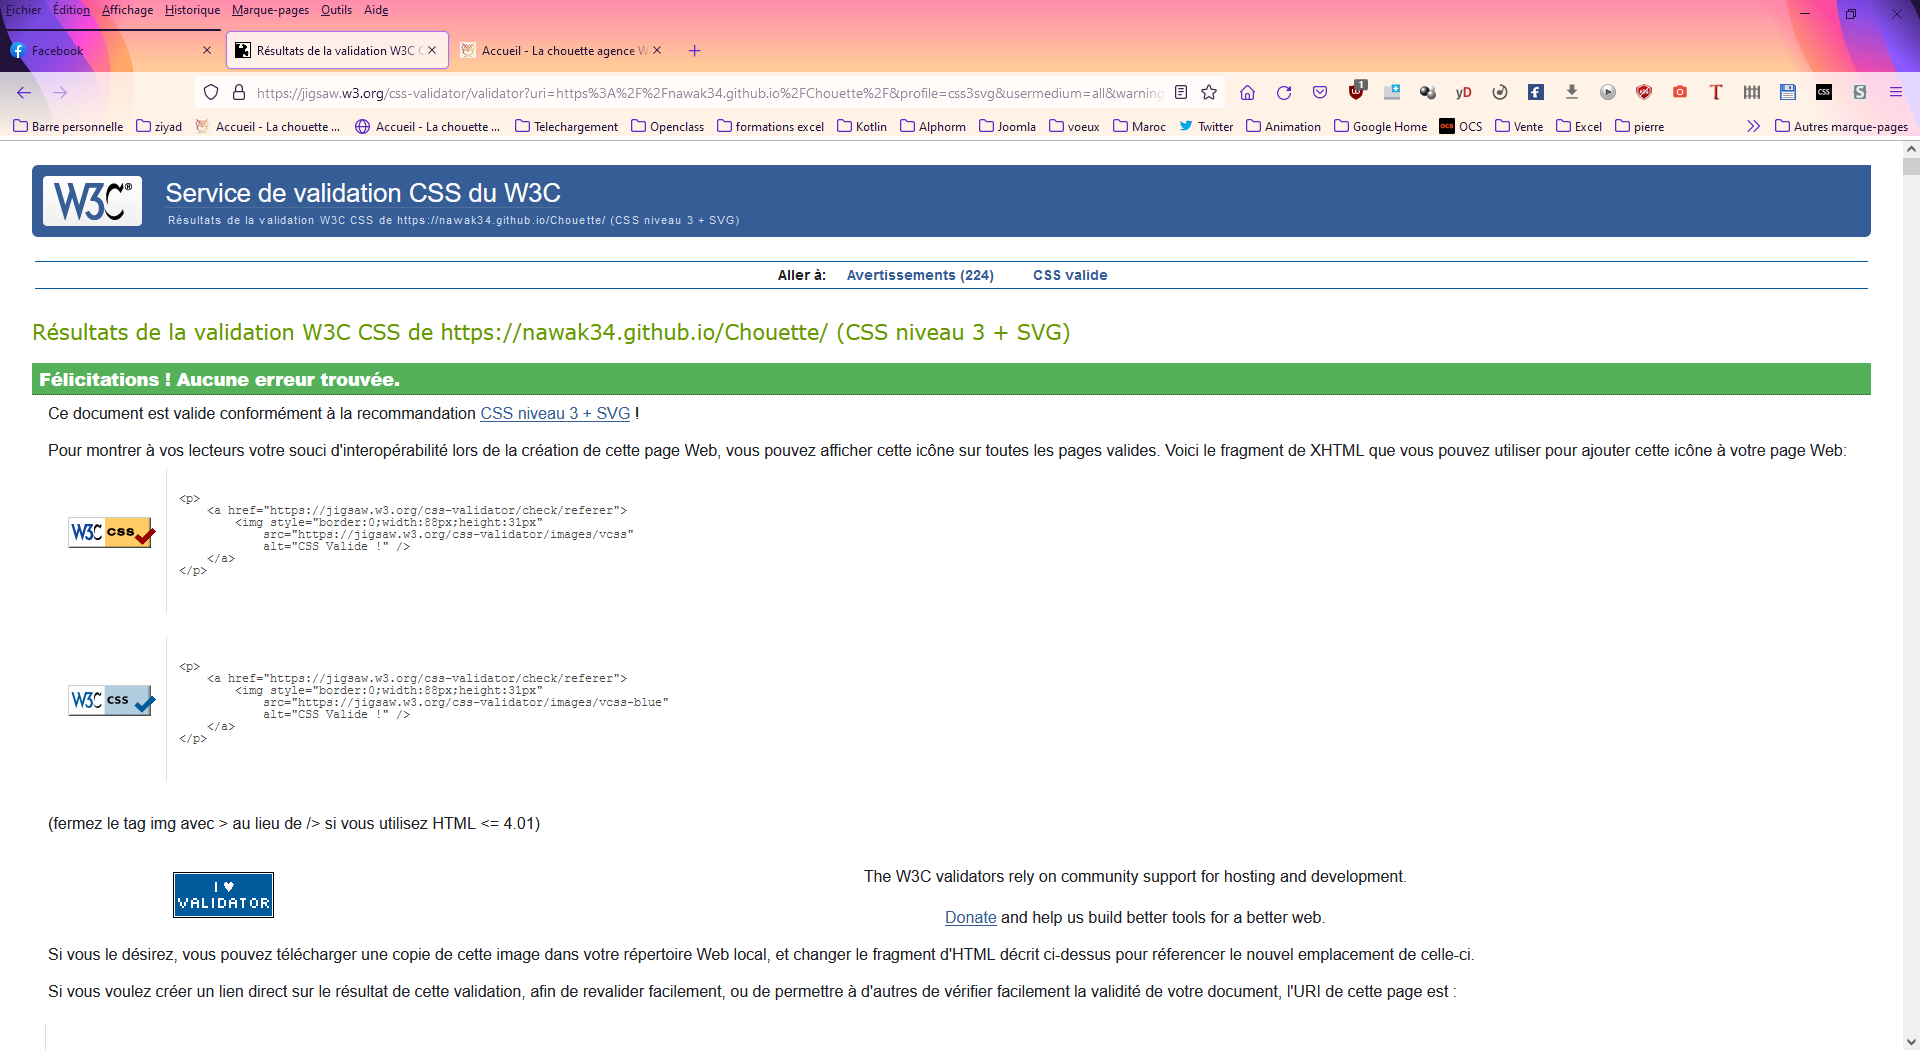 Fichier Édition Affichage Historique Marque-pages Outils Aide
Facebook
Résultats de la validation W3C C
Accueil - La chouette agence W
https://jigsaw.w3.org/css-validator/validator?uri=https%3A%2F%2Fnawak34.github.io%2FChouette%2F&profile=css3svg&usermedium=all&warning
1
yD
T
CSS
S
Barre personnelle
ziyad
Accueil - La chouette ...
Accueil - La chouette ...
Telechargement
Openclass
formations excel
Kotlin
Alphorm
Joomla
voeux
Maroc
Twitter
Animation
Google Home
OCS
OCS
Vente
Excel
pierre
Autres marque-pages
W3C®
Service de validation CSS du W3C
Résultats de la validation W3C CSS de https://nawak34.github.io/Chouette/ (CSS niveau 3 + SVG)
Aller à: Avertissements (224) CSS valide
Résultats de la validation W3C CSS de https://nawak34.github.io/Chouette/ (CSS niveau 3 + SVG)
Félicitations ! Aucune erreur trouvée.
Ce document est valide conformément à la recommandation CSS niveau 3 + SVG !
Pour montrer à vos lecteurs votre souci d'interopérabilité lors de la création de cette page Web, vous pouvez afficher cette icône sur toutes les pages valides. Voici le fragment de XHTML que vous pouvez utiliser pour ajouter cette icône à votre page Web:
W3C CSS
<p>
<a href="https://jigsaw.w3.org/css-validator/check/referer">
<img style="border:0;width:88px;height:31px"
src="https://jigsaw.w3.org/css-validator/images/vcss"
alt="CSS Valide !" />
</a>
</p>
W3C CSS
<p>
<a href="https://jigsaw.w3.org/css-validator/check/referer">
<img style="border:0;width:88px;height:31px"
src="https://jigsaw.w3.org/css-validator/images/vcss-blue"
alt="CSS Valide !" />
</a>
</p>
(fermez le tag img avec > au lieu de /> si vous utilisez HTML <= 4.01)
I ♥
VALIDATOR
The W3C validators rely on community support for hosting and development.
Donate and help us build better tools for a better web.
Si vous le désirez, vous pouvez télécharger une copie de cette image dans votre répertoire Web local, et changer le fragment d'HTML décrit ci-dessus pour réferencer le nouvel emplacement de celle-ci.
Si vous voulez créer un lien direct sur le résultat de cette validation, afin de revalider facilement, ou de permettre à d'autres de vérifier facilement la validité de votre document, l'URI de cette page est :